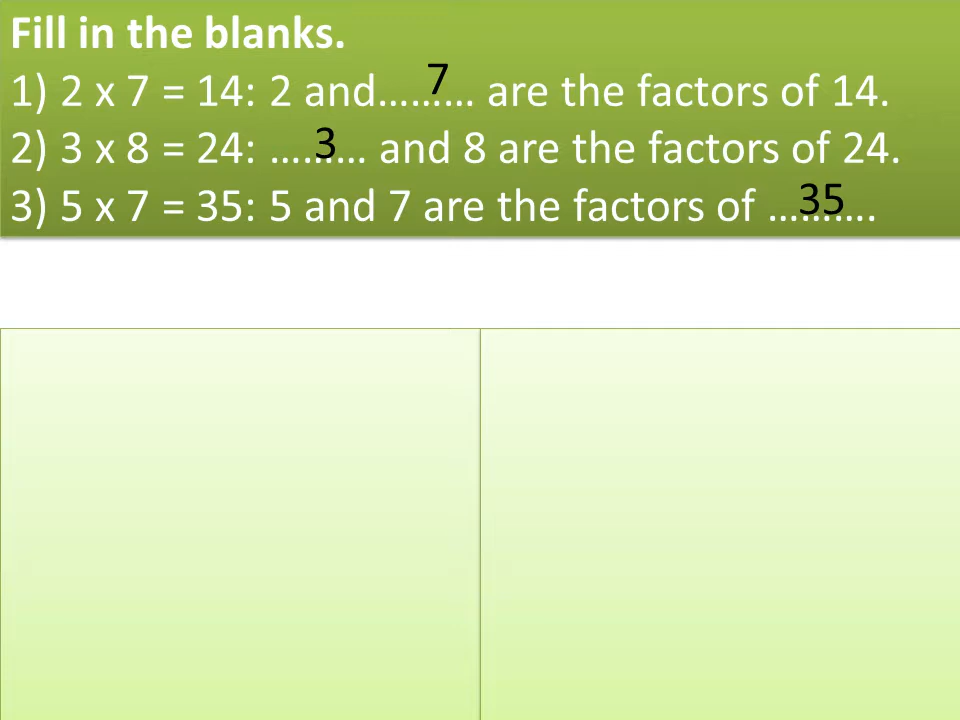 Fill in the blanks.
1) 2 x 7 = 14: 2 and...7...... are the factors of 14.
2) 3 x 8 = 24: ....3..... and 8 are the factors of 24.
3) 5 x 7 = 35: 5 and 7 are the factors of ...35.......